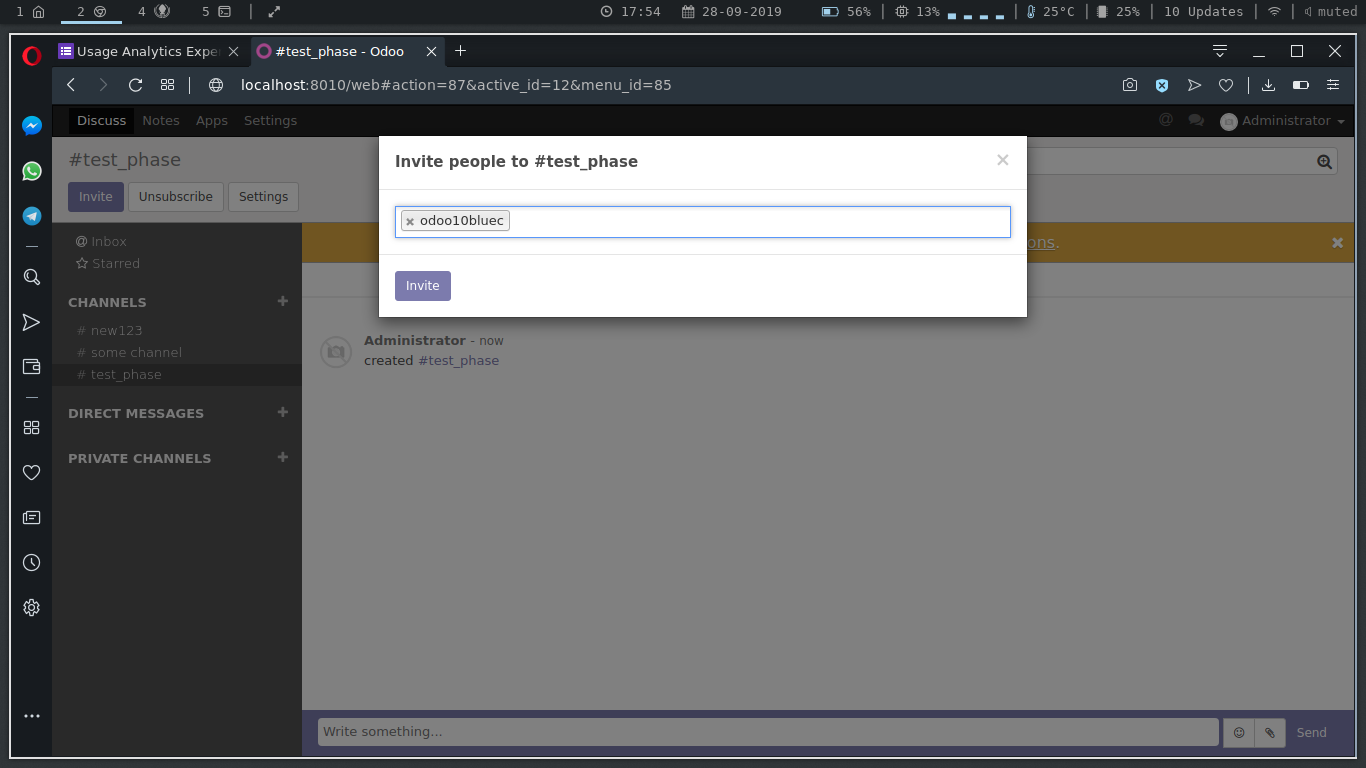 1 2 4 5 17:54 28-09-2019 56% 13% 25°C 25% 10 Updates muted
Usage Analytics Expe #test_phase - Odoo
localhost:8010/web#action=87&active_id=12&menu_id=85
Discuss Notes Apps Settings @ Administrator
#test_phase
Invite Unsubscribe Settings
Invite people to #test_phase ×
× odoo10bluec
Invite
ons.
@ Inbox
Starred
CHANNELS +
# new123
# some channel
# test_phase
DIRECT MESSAGES +
PRIVATE CHANNELS +
Administrator - now
created #test_phase
Write something... Send